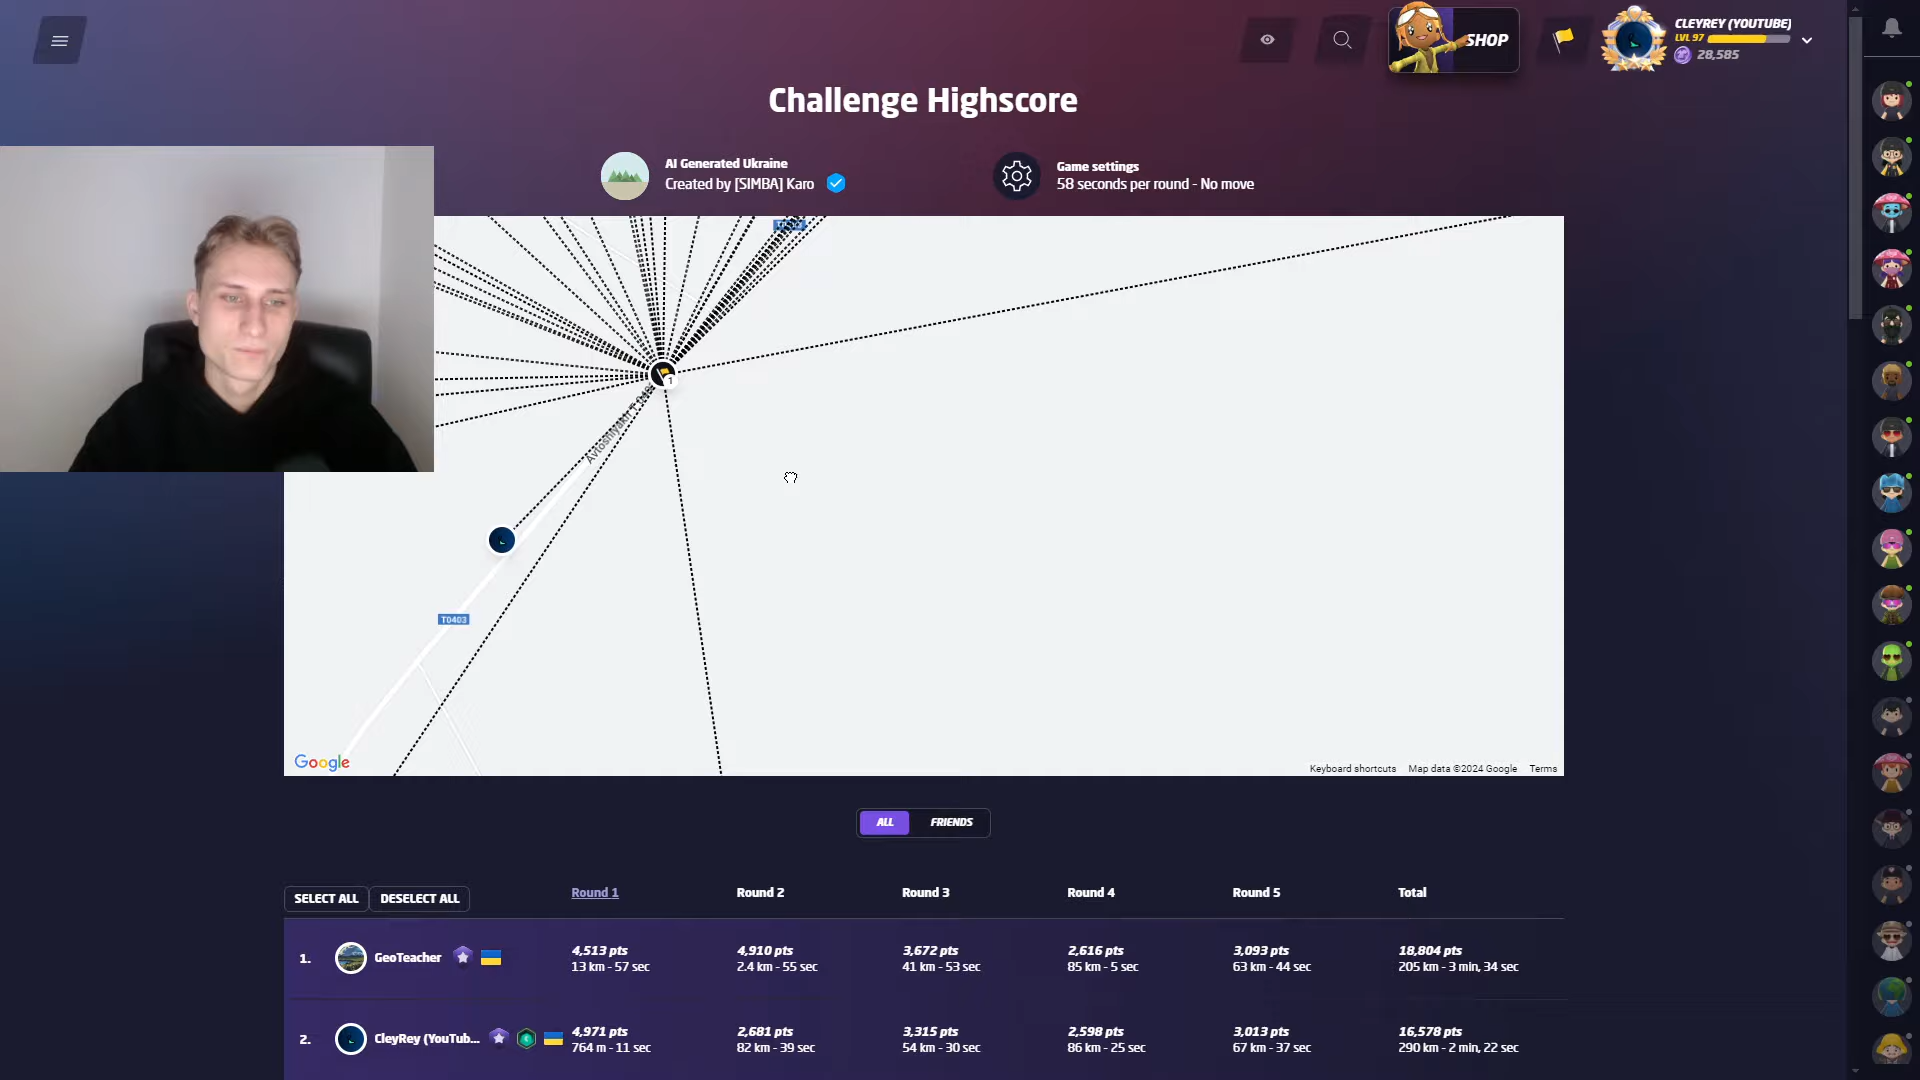 SHOP
CLEYREY (YOUTUBE)
LVL 97
28,585
Challenge Highscore
AI Generated Ukraine
Created by [SIMBA] Karo
Game settings
58 seconds per round - No move
1
T0403
Google
Keyboard shortcuts
Map data ©2024 Google
Terms
ALL
FRIENDS
SELECT ALL
DESELECT ALL
Round 1
Round 2
Round 3
Round 4
Round 5
Total
1.
GeoTeacher
4,513 pts
13 km - 57 sec
4,910 pts
2.4 km - 55 sec
3,672 pts
41 km - 53 sec
2,616 pts
85 km - 5 sec
3,093 pts
63 km - 44 sec
18,804 pts
205 km - 3 min, 34 sec
2.
CleyRey (YouTub...
4,971 pts
764 m - 11 sec
2,681 pts
82 km - 39 sec
3,315 pts
54 km - 30 sec
2,598 pts
86 km - 25 sec
3,013 pts
67 km - 37 sec
16,578 pts
290 km - 2 min, 22 sec